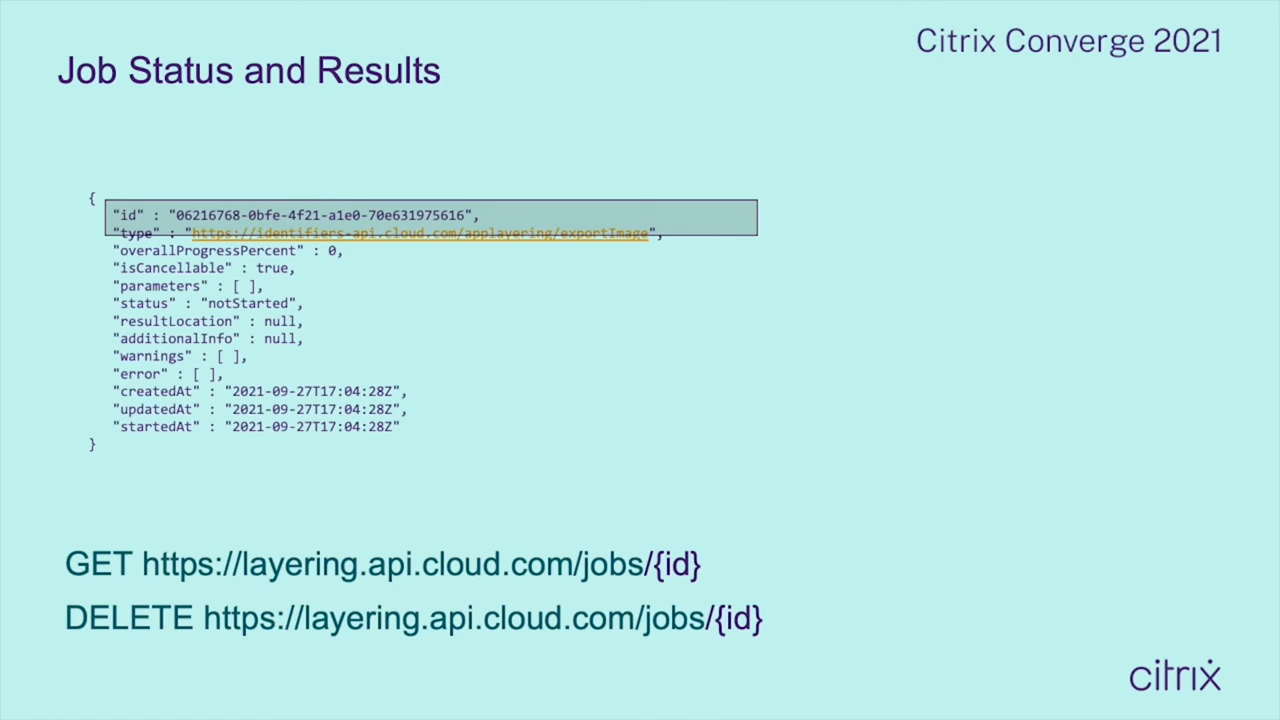 Citrix Converge 2021
Job Status and Results
{
"id" : "06216768-0bfe-4f21-a1e0-70e631975616",
"type" : "https://identifiers-api.cloud.com/applayering/exportImage",
"overallProgressPercent" : 0,
"isCancellable" : true,
"parameters" : [ ],
"status" : "notStarted",
"resultLocation" : null,
"additionalInfo" : null,
"warnings" : [ ],
"error" : [ ],
"createdAt" : "2021-09-27T17:04:28Z",
"updatedAt" : "2021-09-27T17:04:28Z",
"startedAt" : "2021-09-27T17:04:28Z"
}
GET https://layering.api.cloud.com/jobs/{id}
DELETE https://layering.api.cloud.com/jobs/{id}
citrix